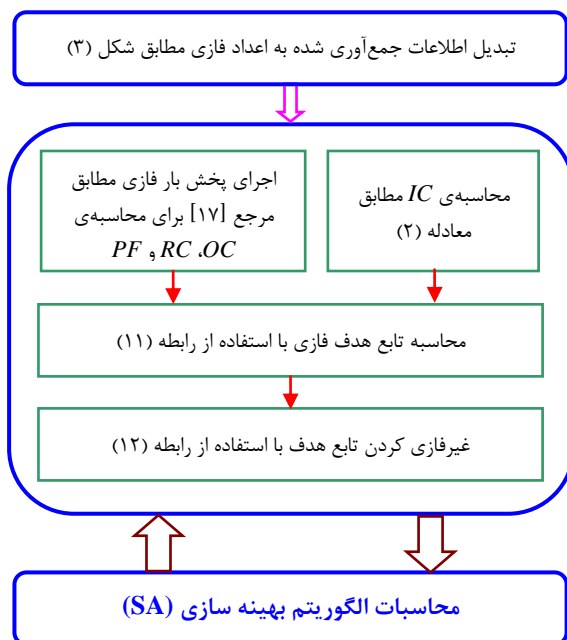 تبدیل اطلاعات جمع‌آوری شده به اعداد فازی مطابق شکل (۳)
محاسبه‌ی IC مطابق
معادله (۲)
اجرای پخش بار فازی مطابق
مرجع [۱۷] برای محاسبه‌ی
OC، RC و PF
محاسبه تابع هدف فازی با استفاده از رابطه (۱۱)
غیرفازی کردن تابع هدف با استفاده از رابطه (۱۲)
محاسبات الگوریتم بهینه سازی (SA)